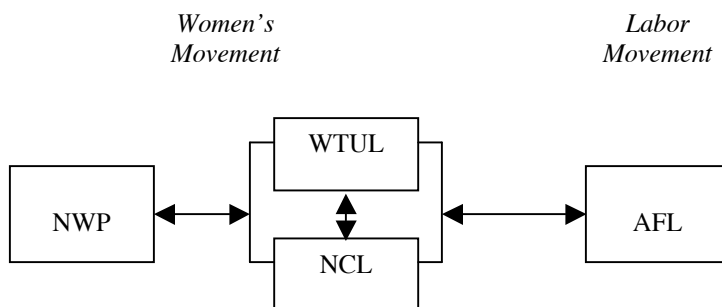 Women's
Movement
Labor
Movement
WTUL
NWP
AFL
NCL